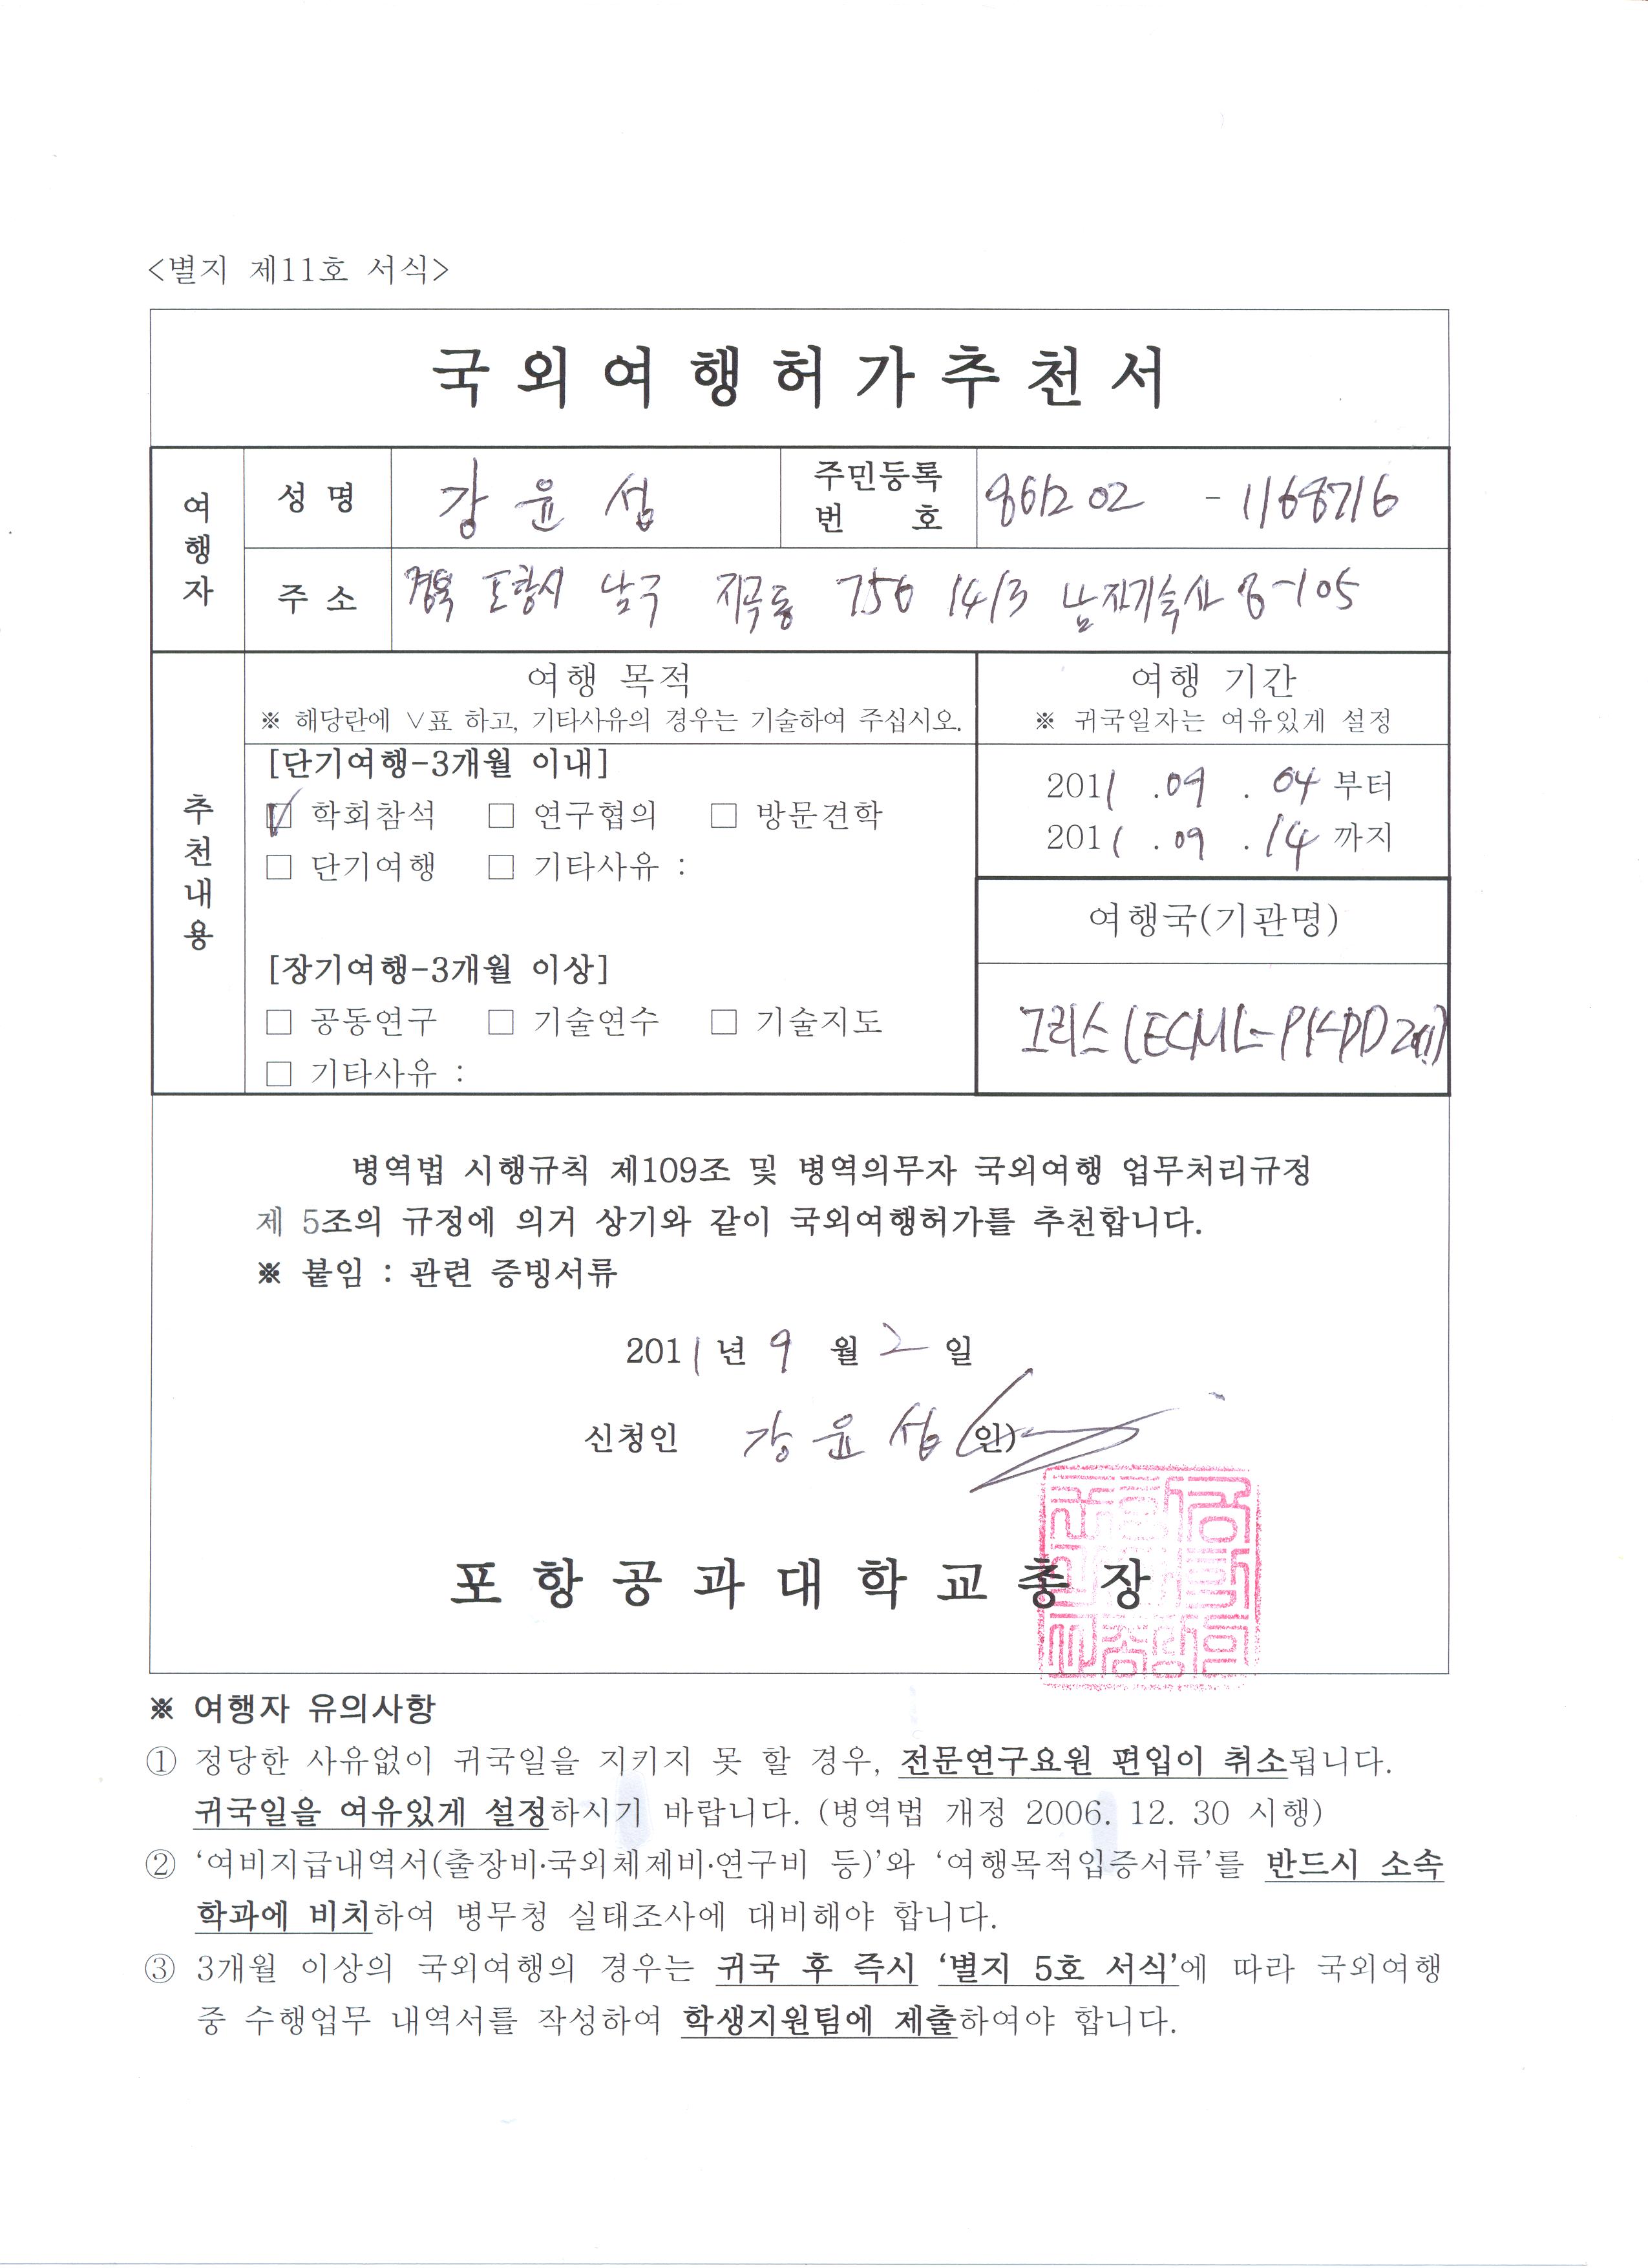 <별지 제11호 서식>
국외여행허가추천서
여행자
성 명
강 윤 섭
주민등록번 호
861202 - 1168716
주 소
경북 포항시 남구 지곡동 756 14/3 남자기숙사 8-105
추천내용
여행 목적
※ 해당란에 ∨표 하고, 기타사유의 경우는 기술하여 주십시오.
여행 기간
※ 귀국일자는 여유있게 설정
[단기여행-3개월 이내]
☑ 학회참석 □ 연구협의 □ 방문견학
□ 단기여행 □ 기타사유 :
2011 .09 . 04 부터
2011 . 09 . 14 까지
여행국(기관명)
[장기여행-3개월 이상]
□ 공동연구 □ 기술연수 □ 기술지도
□ 기타사유 :
그리스 (ECML-PKDD 2011)
병역법 시행규칙 제109조 및 병역의무자 국외여행 업무처리규정
제 5조의 규정에 의거 상기와 같이 국외여행허가를 추천합니다.
※ 붙임 : 관련 증빙서류
2011년 9 월 2 일
신청인 강 윤 섭 (인)
포항공과대학교총장
※ 여행자 유의사항
① 정당한 사유없이 귀국일을 지키지 못 할 경우, 전문연구요원 편입이 취소됩니다.
귀국일을 여유있게 설정하시기 바랍니다. (병역법 개정 2006. 12. 30 시행)
② ‘여비지급내역서(출장비·국외체제비·연구비 등)’와 ‘여행목적입증서류’를 반드시 소속
학과에 비치하여 병무청 실태조사에 대비해야 합니다.
③ 3개월 이상의 국외여행의 경우는 귀국 후 즉시 ‘별지 5호 서식’에 따라 국외여행
중 수행업무 내역서를 작성하여 학생지원팀에 제출하여야 합니다.